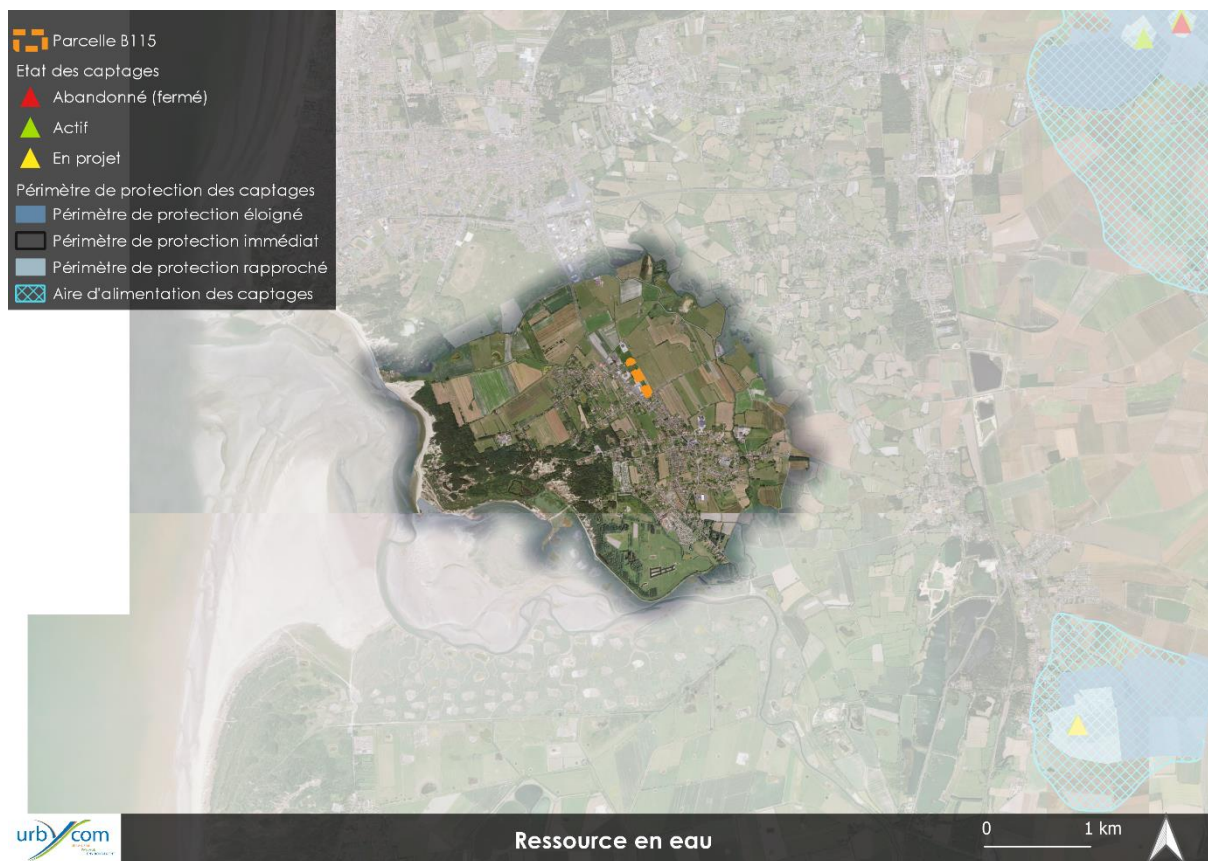 Parcelle B115
Etat des captages
Abandonné (fermé)
Actif
En projet
Périmètre de protection des captages
Périmètre de protection éloigné
Périmètre de protection immédiat
Périmètre de protection rapproché
Aire d'alimentation des captages
urbycom
Ressource en eau
0 1 km